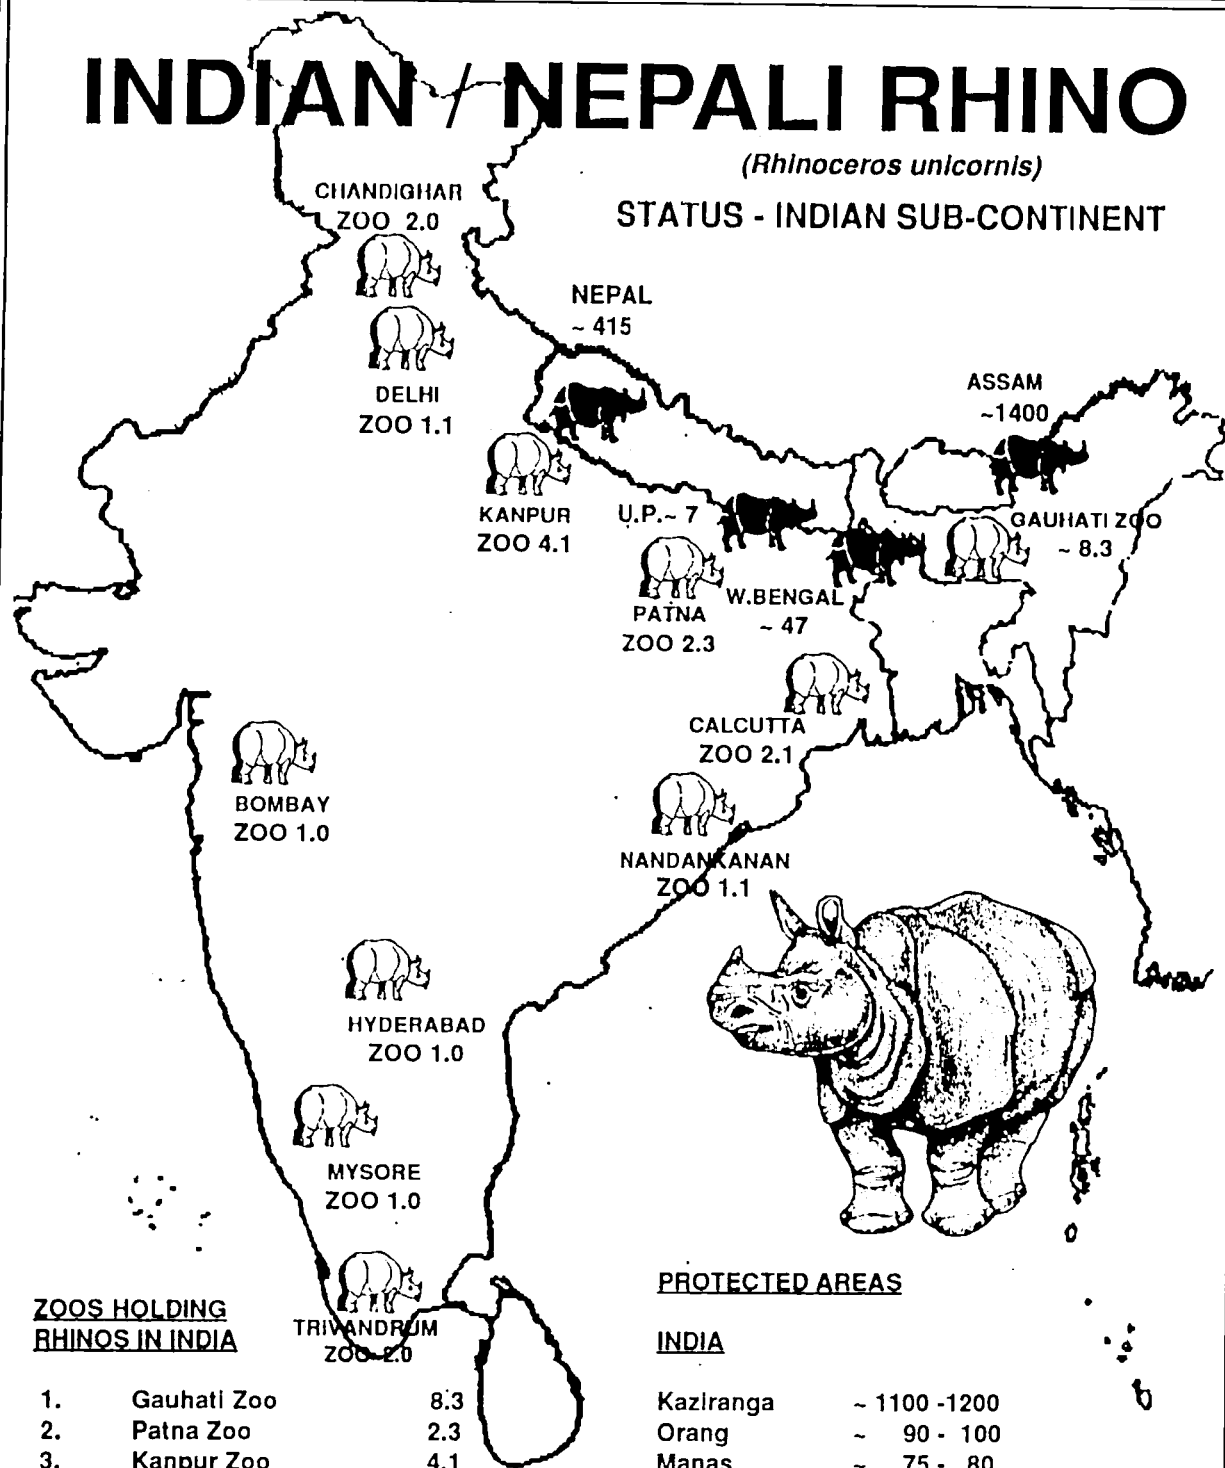 INDIAN / NEPALI RHINO
(Rhinoceros unicornis)
STATUS - INDIAN SUB-CONTINENT
CHANDIGHAR
ZOO 2.0
DELHI
ZOO 1.1
NEPAL
~ 415
ASSAM
~1400
KANPUR
ZOO 4.1
U.P.~ 7
GAUHATI ZOO
~ 8.3
PATNA
ZOO 2.3
W.BENGAL
~ 47
CALCUTTA
ZOO 2.1
BOMBAY
ZOO 1.0
NANDANKANAN
ZOO 1.1
HYDERABAD
ZOO 1.0
MYSORE
ZOO 1.0
TRIVANDRUM
ZOO 2.0
ZOOS HOLDING
RHINOS IN INDIA
1. Gauhati Zoo 8.3
2. Patna Zoo 2.3
3. Kanpur Zoo 4.1
PROTECTED AREAS
INDIA
Kaziranga ~ 1100 -1200
Orang ~ 90 - 100
Manas ~ 75 - 80